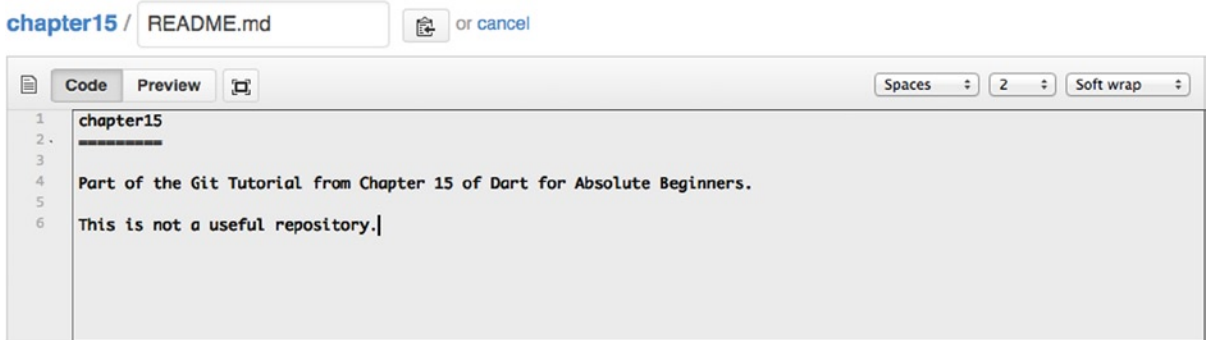 chapter15 / README.md or cancel
Code Preview Spaces 2 Soft wrap
1 chapter15
2 =========
3
4 Part of the Git Tutorial from Chapter 15 of Dart for Absolute Beginners.
5
6 This is not a useful repository.